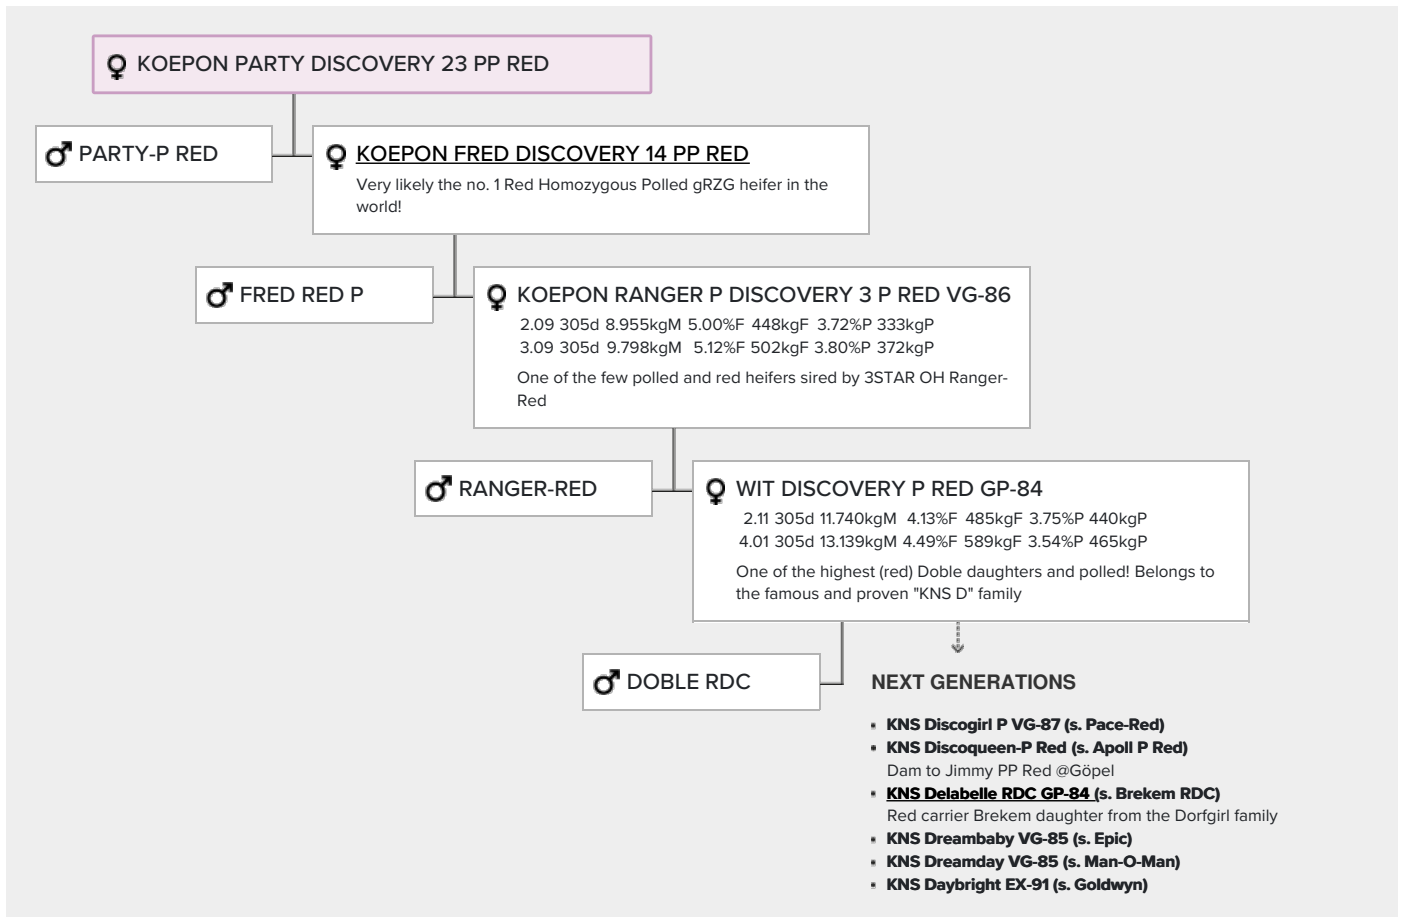 KOEPON PARTY DISCOVERY 23 PP RED
PARTY-P RED
KOEPON FRED DISCOVERY 14 PP RED
Very likely the no. 1 Red Homozygous Polled gRZG heifer in the
world!
FRED RED P
KOEPON RANGER P DISCOVERY 3 P RED VG-86
2.09 305d 8.955kgM 5.00%F 448kgF 3.72%P 333kgP
3.09 305d 9.798kgM 5.12%F 502kgF 3.80%P 372kgP
One of the few polled and red heifers sired by 3STAR OH Ranger-
Red
RANGER-RED
WIT DISCOVERY P RED GP-84
2.11 305d 11.740kgM 4.13%F 485kgF 3.75%P 440kgP
4.01 305d 13.139kgM 4.49%F 589kgF 3.54%P 465kgP
One of the highest (red) Doble daughters and polled! Belongs to
the famous and proven "KNS D" family
DOBLE RDC
NEXT GENERATIONS
KNS Discogirl P VG-87 (s. Pace-Red)
KNS Discoqueen-P Red (s. Apoll P Red)
Dam to Jimmy PP Red @Göpel
KNS Delabelle RDC GP-84 (s. Brekem RDC)
Red carrier Brekem daughter from the Dorfgirl family
KNS Dreambaby VG-85 (s. Epic)
KNS Dreamday VG-85 (s. Man-O-Man)
KNS Daybright EX-91 (s. Goldwyn)